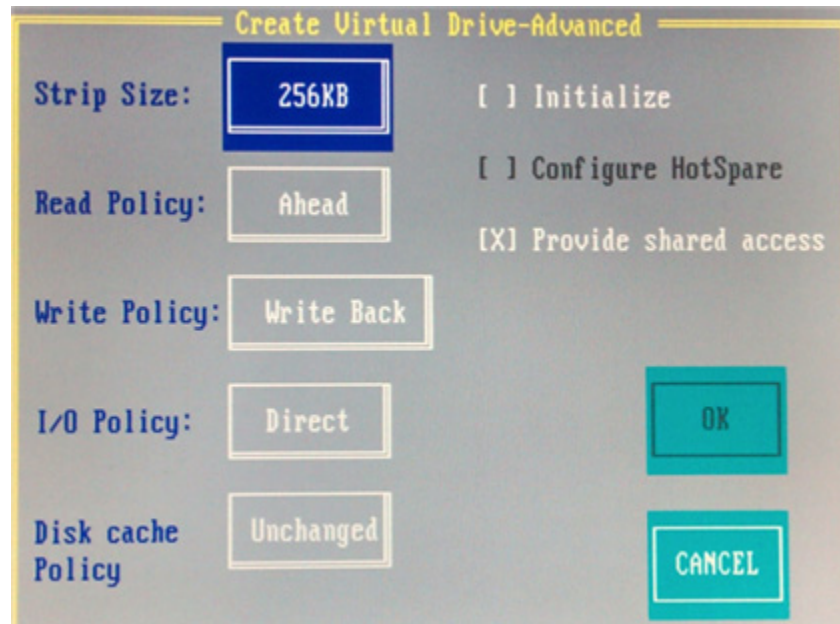 Create Virtual Drive-Advanced
Strip Size: 256KB
[ ] Initialize
[ ] Configure HotSpare
Read Policy: Ahead
[X] Provide shared access
Write Policy: Write Back
I/O Policy: Direct
OK
Disk cache
Policy
Unchanged
CANCEL